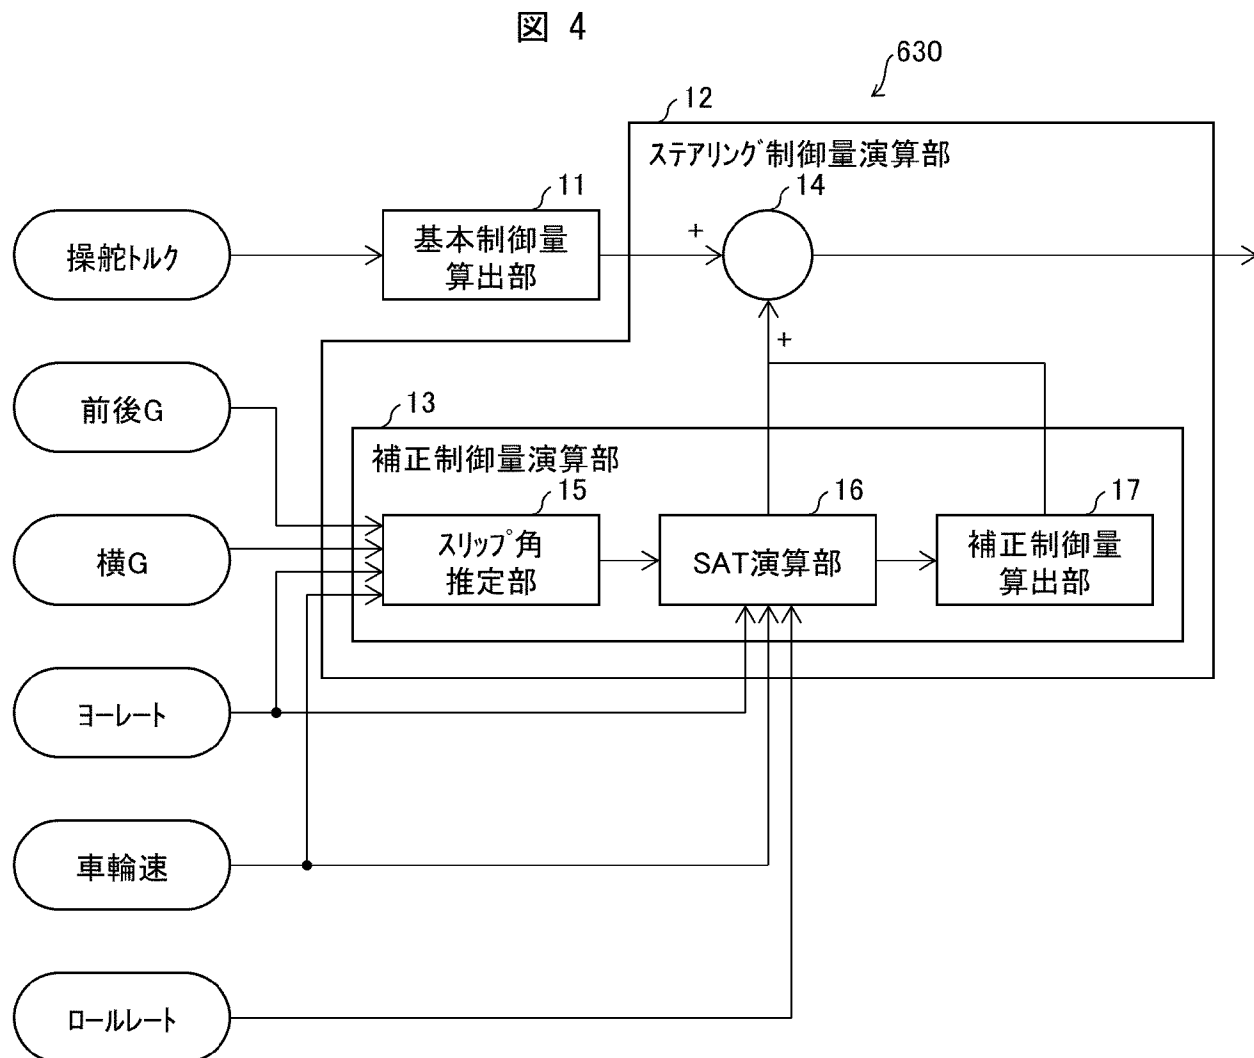 図 4
630
12
ステアリング制御量演算部
11
14
操舵トルク
基本制御量
算出部
+
+
前後G
13
補正制御量演算部
15
16
17
横G
スリップ角
推定部
SAT演算部
補正制御量
算出部
ヨーレート
車輪速
ロールレート